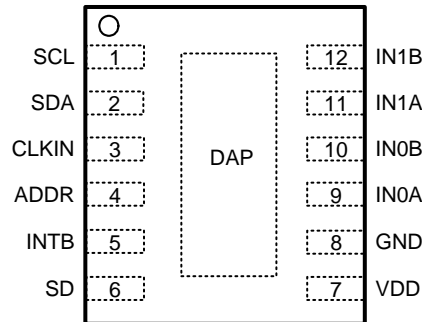 SCL 1 12 IN1B
SDA 2 11 IN1A
CLKIN 3 10 IN0B
DAP
ADDR 4 9 IN0A
INTB 5 8 GND
SD 6 7 VDD